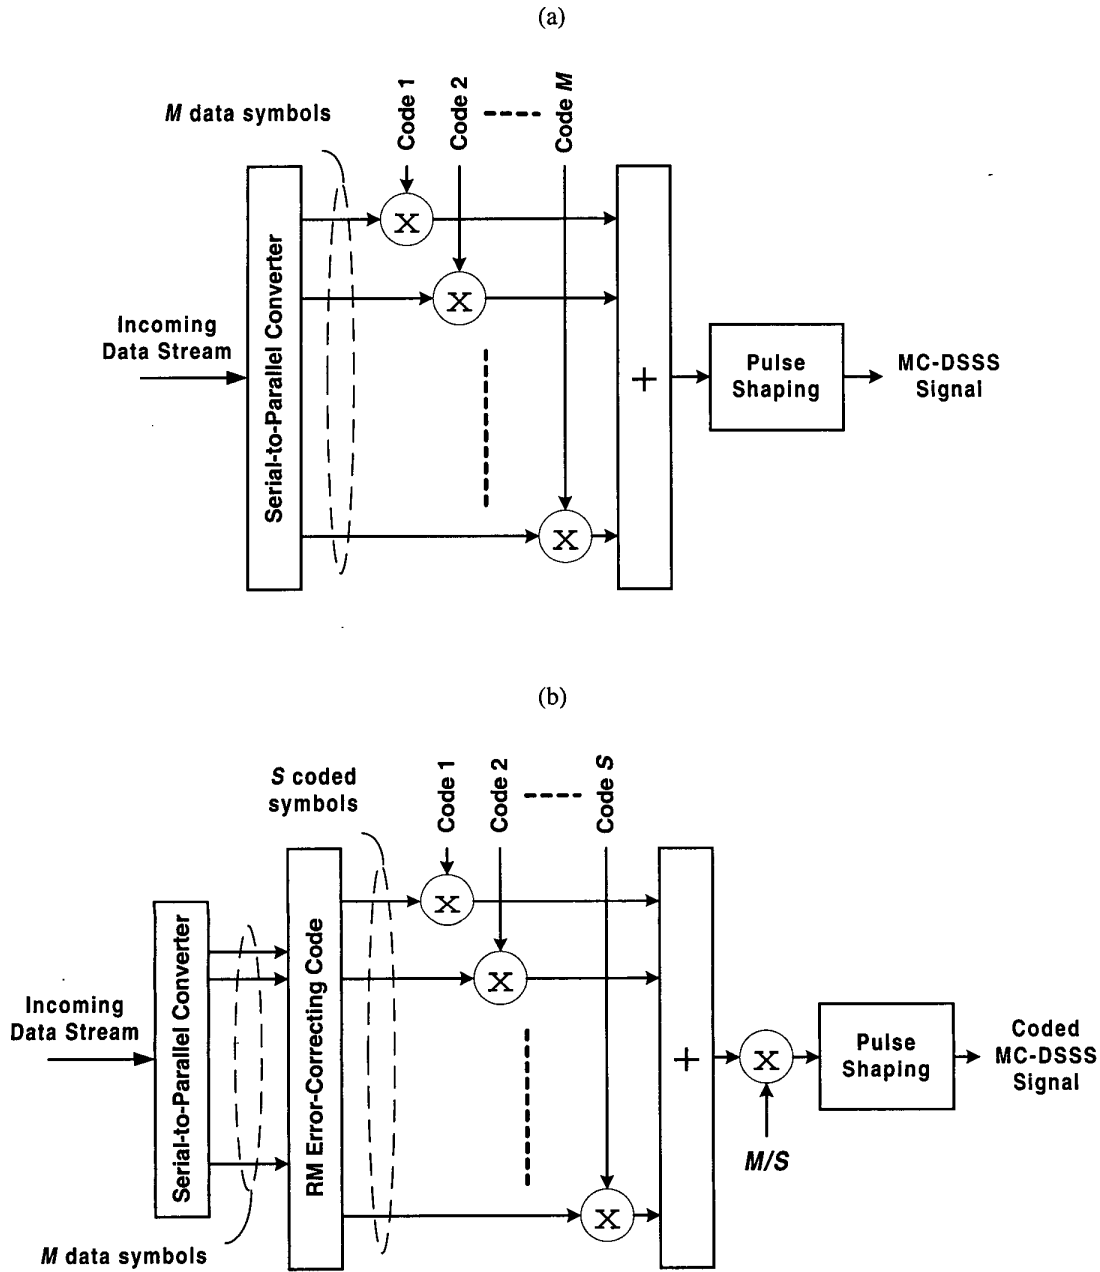 (a)
M data symbols
Code 1
Code 2
Code M
Serial-to-Parallel Converter
X
X
X
Incoming
Data Stream
+
Pulse
Shaping
MC-DSSS
Signal
(b)
S coded
symbols
Code 1
Code 2
Code S
Serial-to-Parallel Converter
RM Error-Correcting Code
X
X
X
Incoming
Data Stream
+
X
M/S
Pulse
Shaping
Coded
MC-DSSS
Signal
M data symbols